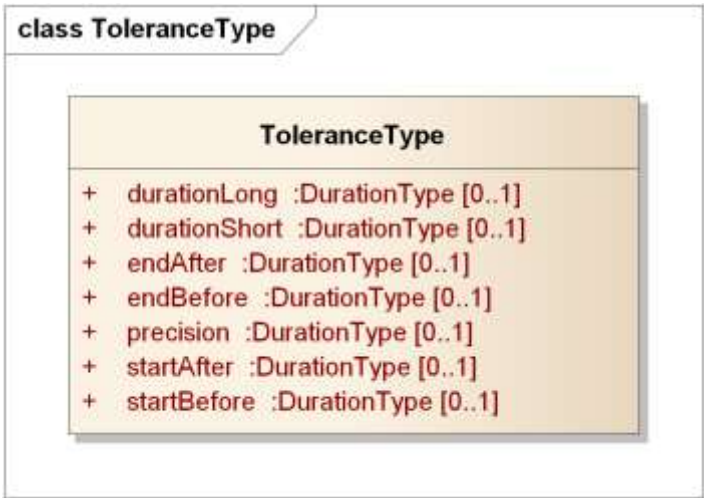 class ToleranceType
ToleranceType
+ durationLong :DurationType [0..1]
+ durationShort :DurationType [0..1]
+ endAfter :DurationType [0..1]
+ endBefore :DurationType [0..1]
+ precision :DurationType [0..1]
+ startAfter :DurationType [0..1]
+ startBefore :DurationType [0..1]